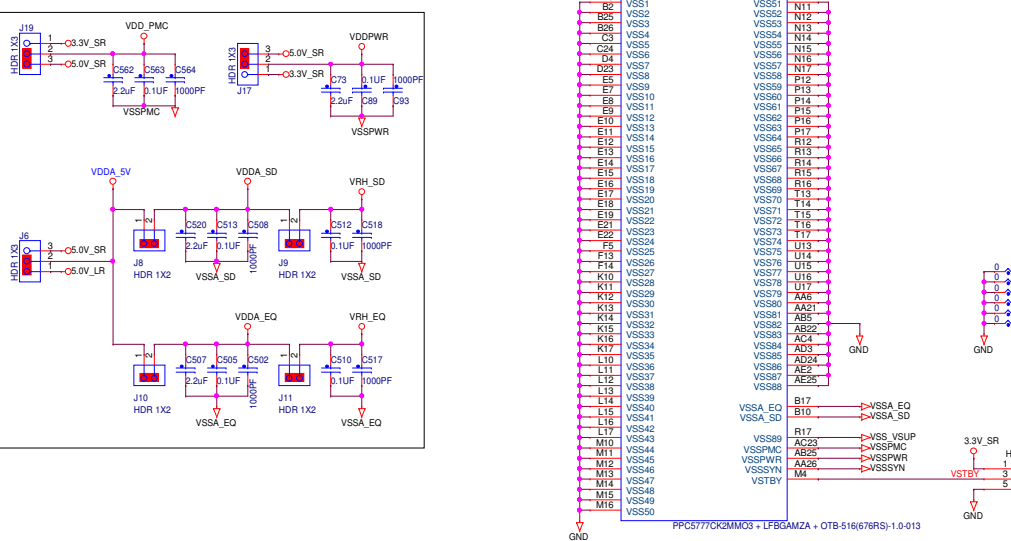 J19
HDR 1X3
1
2
3
3.3V_SR
5.0V_SR
VDD_PMC
C562
C563
C564
2.2uF
0.1UF
1000PF
VSSPMC
HDR 1X3
J17
3
2
1
5.0V_SR
3.3V_SR
VDDPWR
C73
0.1UF
1000PF
2.2uF
C89
C93
VSSPWR
VDDA_5V
VDDA_SD
VRH_SD
1
2
J8
HDR 1X2
C520
C513
C508
2.2uF
0.1UF
1000PF
VSSA_SD
1
2
J9
HDR 1X2
C512
C518
0.1UF
1000PF
VSSA_SD
J6
HDR 1X3
3
2
1
5.0V_SR
5.0V_LR
VDDA_EQ
VRH_EQ
1
2
J10
HDR 1X2
C507
C505
C502
2.2uF
0.1UF
1000PF
VSSA_EQ
1
2
J11
HDR 1X2
C510
C517
0.1UF
1000PF
VSSA_EQ
VSS1
B2 VSS2
B25 VSS3
B26 VSS4
C3 VSS5
C24 VSS6
D4 VSS7
D23 VSS8
E5 VSS9
E7 VSS10
E8 VSS11
E9 VSS12
E10 VSS13
E11 VSS14
E12 VSS15
E13 VSS16
E14 VSS17
E15 VSS18
E16 VSS19
E17 VSS20
E18 VSS21
E19 VSS22
E21 VSS23
E22 VSS24
F5 VSS25
F13 VSS26
F14 VSS27
K10 VSS28
K11 VSS29
K12 VSS30
K13 VSS31
K14 VSS32
K15 VSS33
K16 VSS34
K17 VSS35
L10 VSS36
L11 VSS37
L12 VSS38
L13 VSS39
L14 VSS40
L15 VSS41
L16 VSS42
L17 VSS43
M10 VSS44
M11 VSS45
M12 VSS46
M13 VSS47
M14 VSS48
M15 VSS49
M16 VSS50
GND
VSS51 N11
VSS52 N12
VSS53 N13
VSS54 N14
VSS55 N15
VSS56 N16
VSS57 N17
VSS58 P12
VSS59 P13
VSS60 P14
VSS61 P15
VSS62 P16
VSS63 P17
VSS64 R12
VSS65 R13
VSS66 R14
VSS67 R15
VSS68 R16
VSS69 T13
VSS70 T14
VSS71 T15
VSS72 T16
VSS73 T17
VSS74 U13
VSS75 U14
VSS76 U15
VSS77 U16
VSS78 U17
VSS79 AA6
VSS80 AA21
VSS81 AB5
VSS82 AB22
VSS83 AC4
VSS84 AD3
VSS85 AD24
VSS86 AE2
VSS87 AE25
VSS88
GND
VSSA_EQ B17 VSSA_EQ
VSSA_SD B10 VSSA_SD
VSS89 R17 VSS_VSUP
VSSPMC AC23 VSSPMC
VSSPWR AB25 VSSPWR
VSSSYN AA26 VSSSYN
VSTBY M4 VSTBY
PPC5777CK2MMO3 + LFBGAMZA + OTB-516(676RS)-1.0-013
0
0
0
0
0
0
GND
3.3V_SR
H
1
3
5
GND